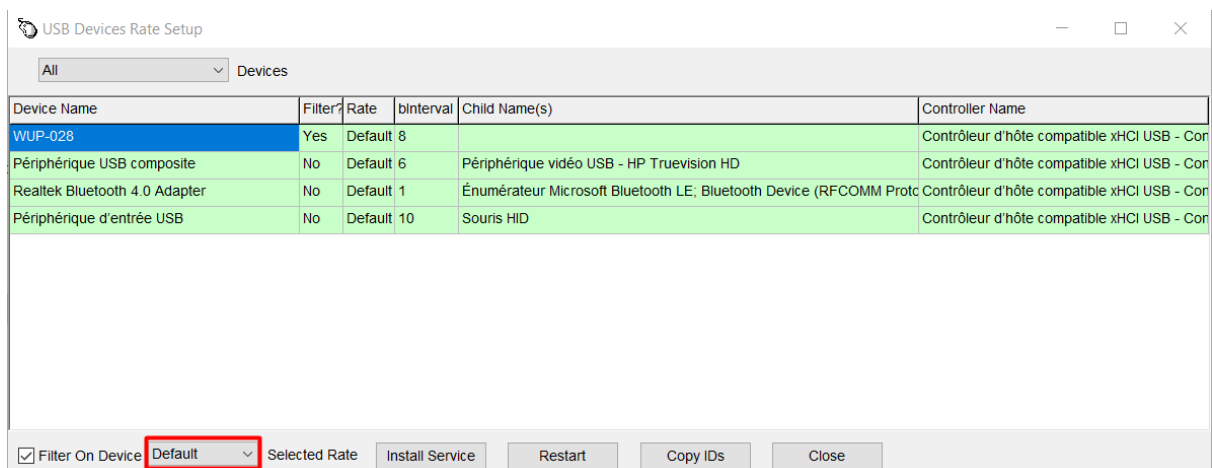 USB Devices Rate Setup
All Devices
Device Name Filter? Rate bInterval Child Name(s) Controller Name
WUP-028 Yes Default 8 Contrôleur d'hôte compatible xHCI USB - Con
Périphérique USB composite No Default 6 Périphérique vidéo USB - HP Truevision HD Contrôleur d'hôte compatible xHCI USB - Con
Realtek Bluetooth 4.0 Adapter No Default 1 Énumérateur Microsoft Bluetooth LE; Bluetooth Device (RFCOMM Protc Contrôleur d'hôte compatible xHCI USB - Con
Périphérique d'entrée USB No Default 10 Souris HID Contrôleur d'hôte compatible xHCI USB - Con
Filter On Device Default Selected Rate Install Service Restart Copy IDs Close